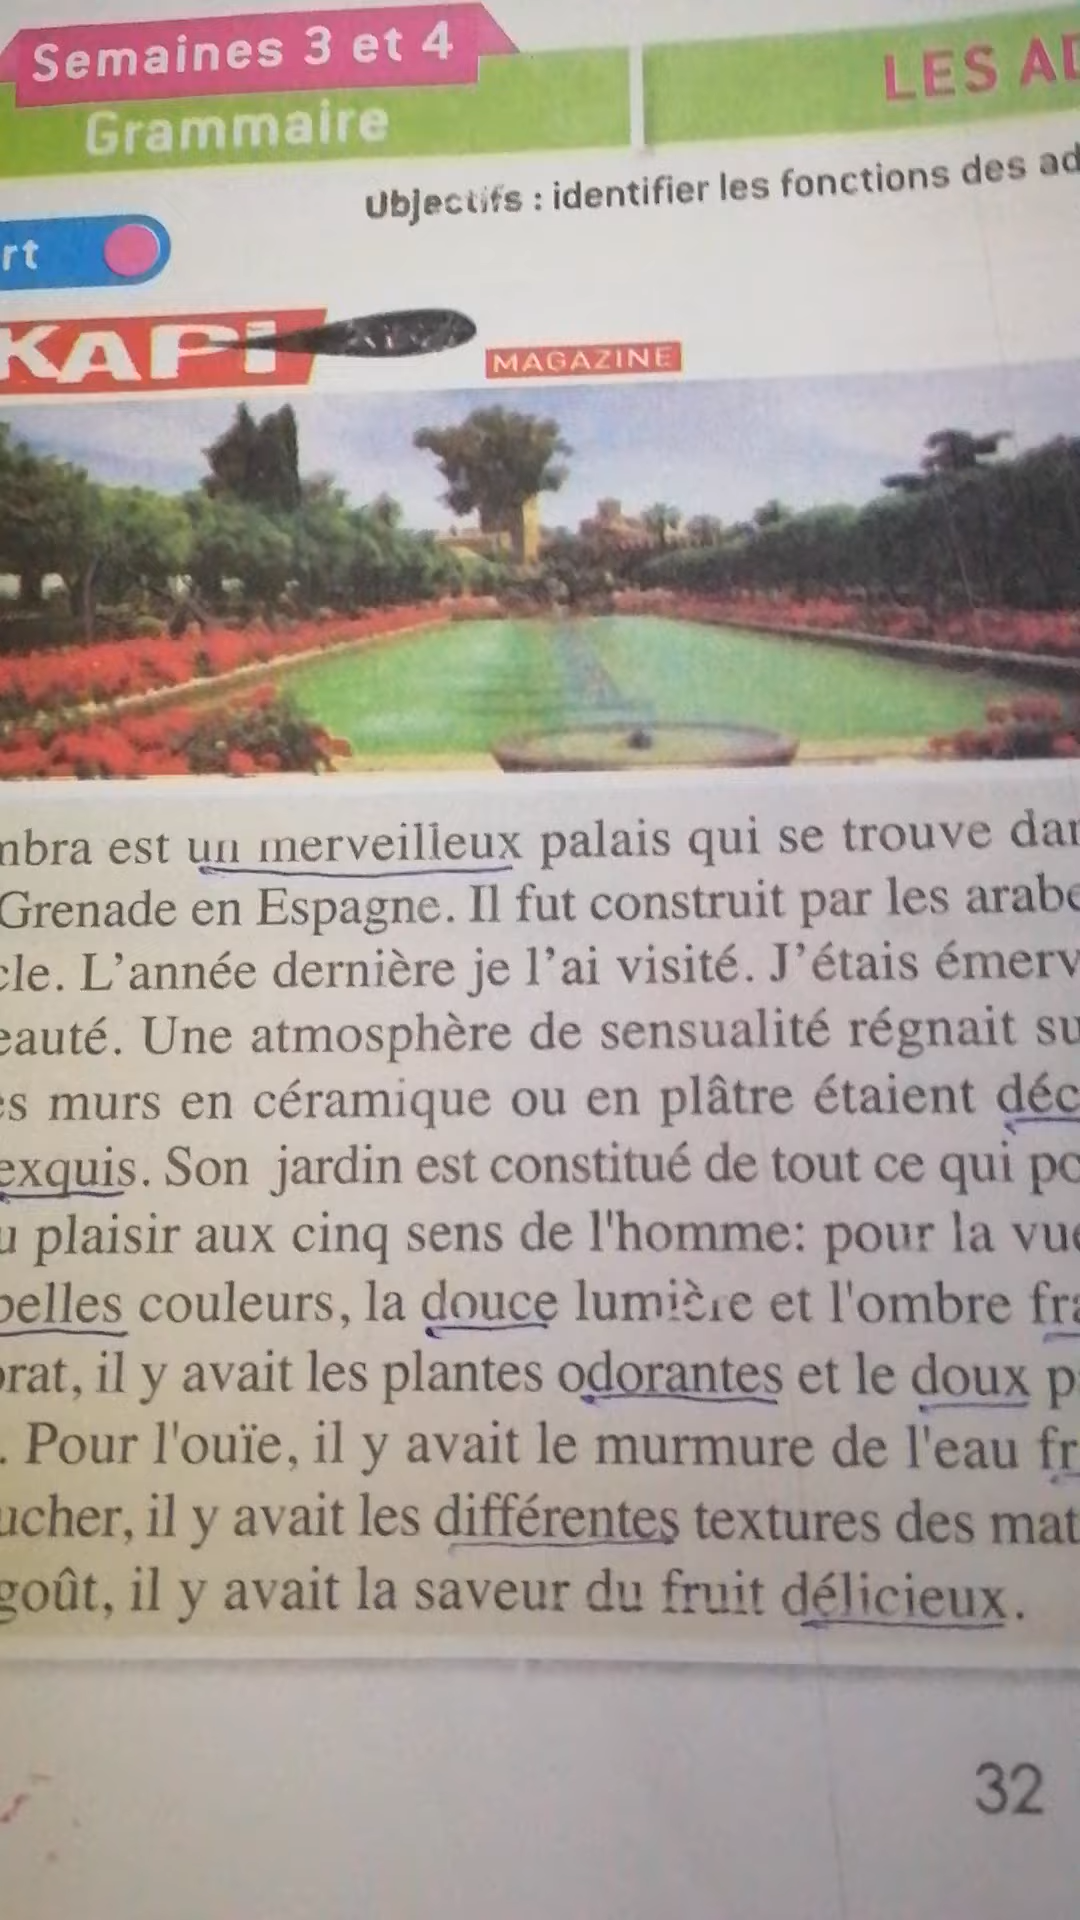 Semaines 3 et 4
Grammaire
LES AD
Objectifs : identifier les fonctions des ad
rt
KAPI
MAGAZINE
mbra est un merveilleux palais qui se trouve dan
Grenade en Espagne. Il fut construit par les arabe
cle. L'année dernière je l'ai visité. J'étais émerv
eauté. Une atmosphère de sensualité régnait su
es murs en céramique ou en plâtre étaient déc
exquis. Son jardin est constitué de tout ce qui po
u plaisir aux cinq sens de l'homme: pour la vue
belles couleurs, la douce lumière et l'ombre fra
orat, il y avait les plantes odorantes et le doux p
. Pour l'ouïe, il y avait le murmure de l'eau fr
ucher, il y avait les différentes textures des mat
goût, il y avait la saveur du fruit délicieux.
32